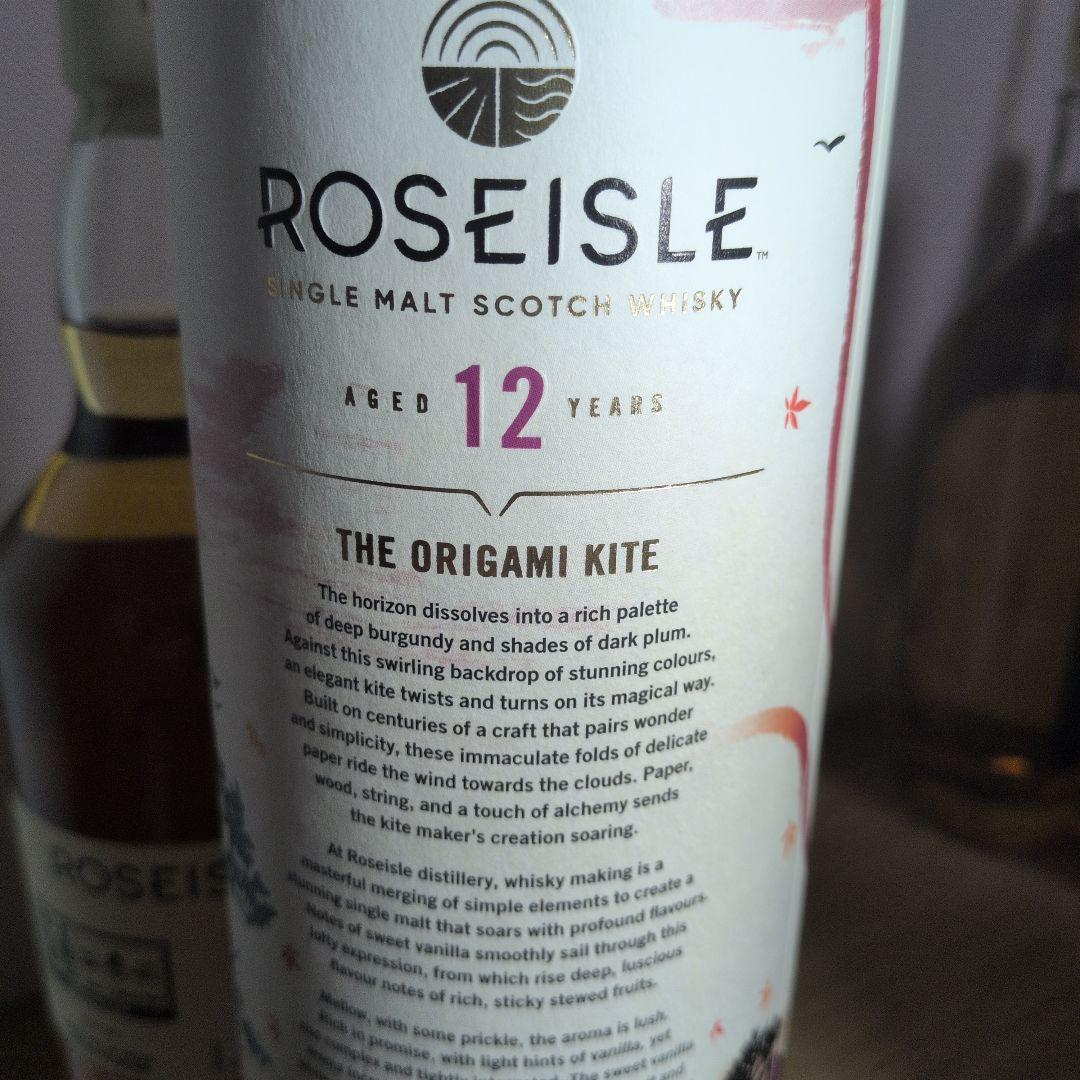 ROSEISLE™
SINGLE MALT SCOTCH WHISKY
AGED 12 YEARS
THE ORIGAMI KITE
The horizon dissolves into a rich palette
of deep burgundy and shades of dark plum.
Against this swirling backdrop of stunning colours,
an elegant kite twists and turns on its magical way.
Built on centuries of a craft that pairs wonder
and simplicity, these immaculate folds of delicate
paper ride the wind towards the clouds. Paper,
wood, string, and a touch of alchemy sends
the kite maker's creation soaring.
At Roseisle distillery, whisky making is a
masterful merging of simple elements to create a
stunning single malt that soars with profound flavours.
Notes of sweet vanilla smoothly sail through this
lofty expression, from which rise deep, luscious
flavour notes of rich, sticky stewed fruits.
Mellow, with some prickle, the aroma is lush.
Rich in promise, with light hints of vanilla, yet
The sweet vanilla
and
ROSEIS